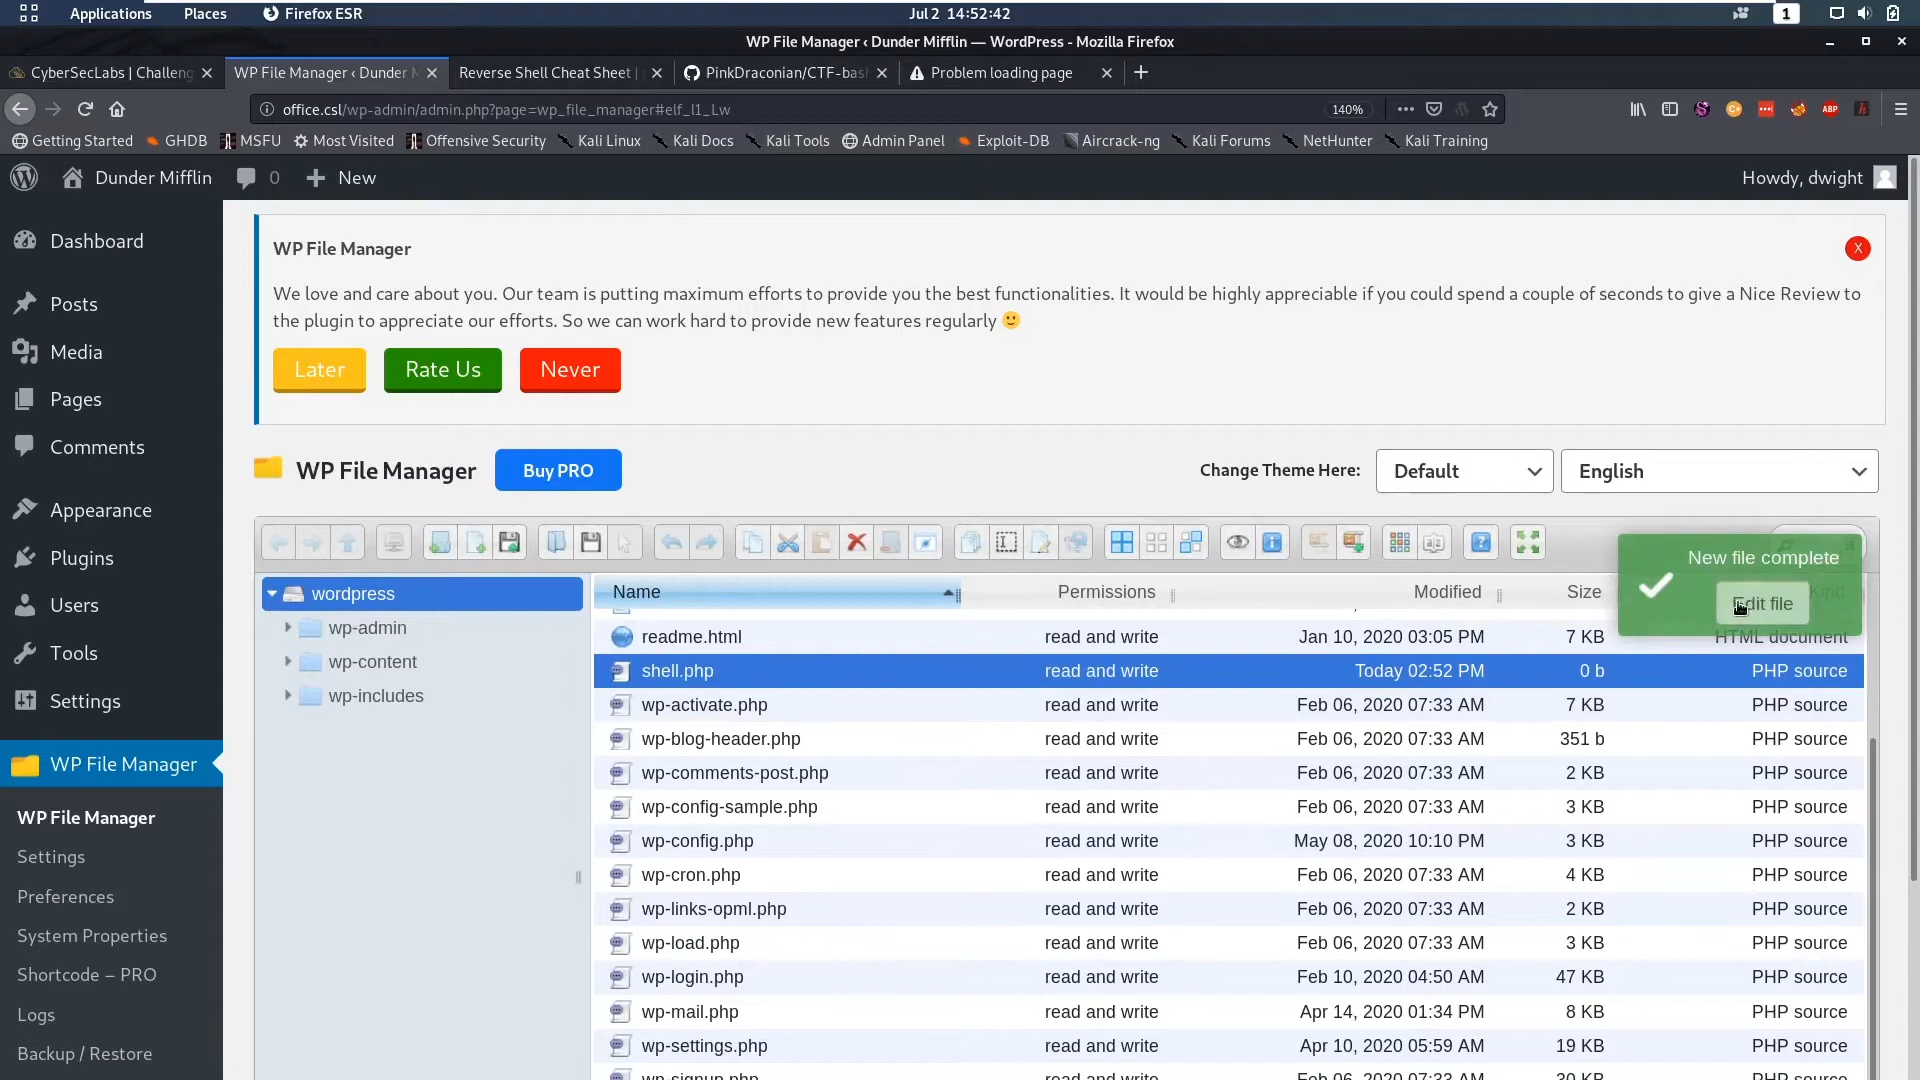 Applications Places Firefox ESR Jul 2 14:52:42 1
WP File Manager ‹ Dunder Mifflin — WordPress - Mozilla Firefox
CyberSecLabs | Challeng WP File Manager ‹ Dunder M Reverse Shell Cheat Sheet | PinkDraconian/CTF-bas Problem loading page
office.csl/wp-admin/admin.php?page=wp_file_manager#elf_l1_Lw 140% ABP
Getting Started GHDB MSFU Most Visited Offensive Security Kali Linux Kali Docs Kali Tools Admin Panel Exploit-DB Aircrack-ng Kali Forums NetHunter Kali Training
Dunder Mifflin 0 New Howdy, dwight
Dashboard
Posts
Media
Pages
Comments
Appearance
Plugins
Users
Tools
Settings
WP File Manager
WP File Manager
Settings
Preferences
System Properties
Shortcode – PRO
Logs
Backup / Restore
WP File Manager X
We love and care about you. Our team is putting maximum efforts to provide you the best functionalities. It would be highly appreciable if you could spend a couple of seconds to give a Nice Review to
the plugin to appreciate our efforts. So we can work hard to provide new features regularly 🙂
Later Rate Us Never
WP File Manager Buy PRO Change Theme Here: Default English
New file complete
Edit file
wordpress
wp-admin
wp-content
wp-includes
Name Permissions Modified Size Kind
readme.html read and write Jan 10, 2020 03:05 PM 7 KB HTML document
shell.php read and write Today 02:52 PM 0 b PHP source
wp-activate.php read and write Feb 06, 2020 07:33 AM 7 KB PHP source
wp-blog-header.php read and write Feb 06, 2020 07:33 AM 351 b PHP source
wp-comments-post.php read and write Feb 06, 2020 07:33 AM 2 KB PHP source
wp-config-sample.php read and write Feb 06, 2020 07:33 AM 3 KB PHP source
wp-config.php read and write May 08, 2020 10:10 PM 3 KB PHP source
wp-cron.php read and write Feb 06, 2020 07:33 AM 4 KB PHP source
wp-links-opml.php read and write Feb 06, 2020 07:33 AM 2 KB PHP source
wp-load.php read and write Feb 06, 2020 07:33 AM 3 KB PHP source
wp-login.php read and write Feb 10, 2020 04:50 AM 47 KB PHP source
wp-mail.php read and write Apr 14, 2020 01:34 PM 8 KB PHP source
wp-settings.php read and write Apr 10, 2020 05:59 AM 19 KB PHP source
wp-signup.php read and write Feb 06, 2020 07:33 AM 30 KB PHP source